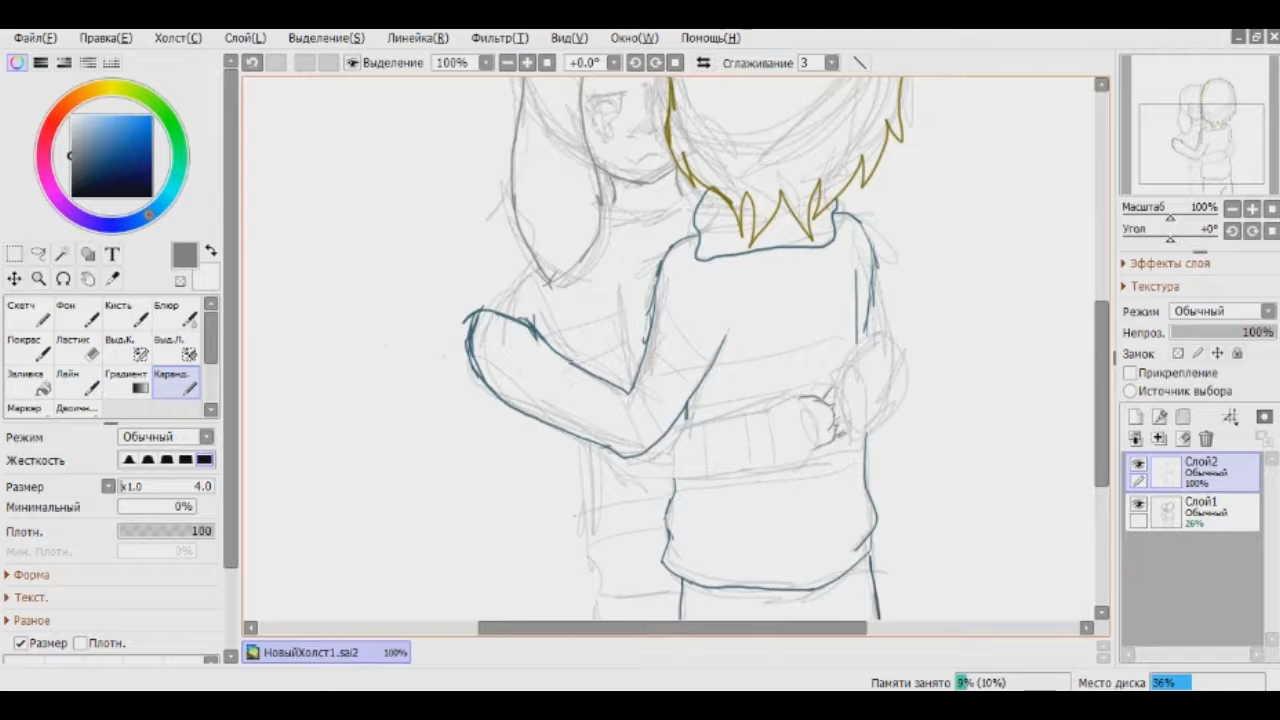 Файл(F) Правка(E) Холст(C) Слой(L) Выделение(S) Линейка(R) Фильтр(T) Вид(V) Окно(W) Помощь(H)
Выделение 100% +0.0° Сглаживание 3
Масштаб 100%
Угол +0°
Эффекты слоя
Текстура
Режим Обычный
Непроз. 100%
Замок
Прикрепление
Источник выбора
Скетч Фон Кисть Блюр
Покрас Ластик Выд.К. Выд.Л.
Заливка Лайн Градиент Каранд.
Маркер Двоичн...
Режим Обычный
Жесткость
Размер x1.0 4.0
Минимальный 0%
Плотн. 100
Мин. Плотн. 0%
Форма
Текст.
Разное
Размер Плотн.
Слой2
Обычный
100%
Слой1
Обычный
26%
НовыйХолст1.sai2 100%
Памяти занято 9% (10%) Место диска 36%